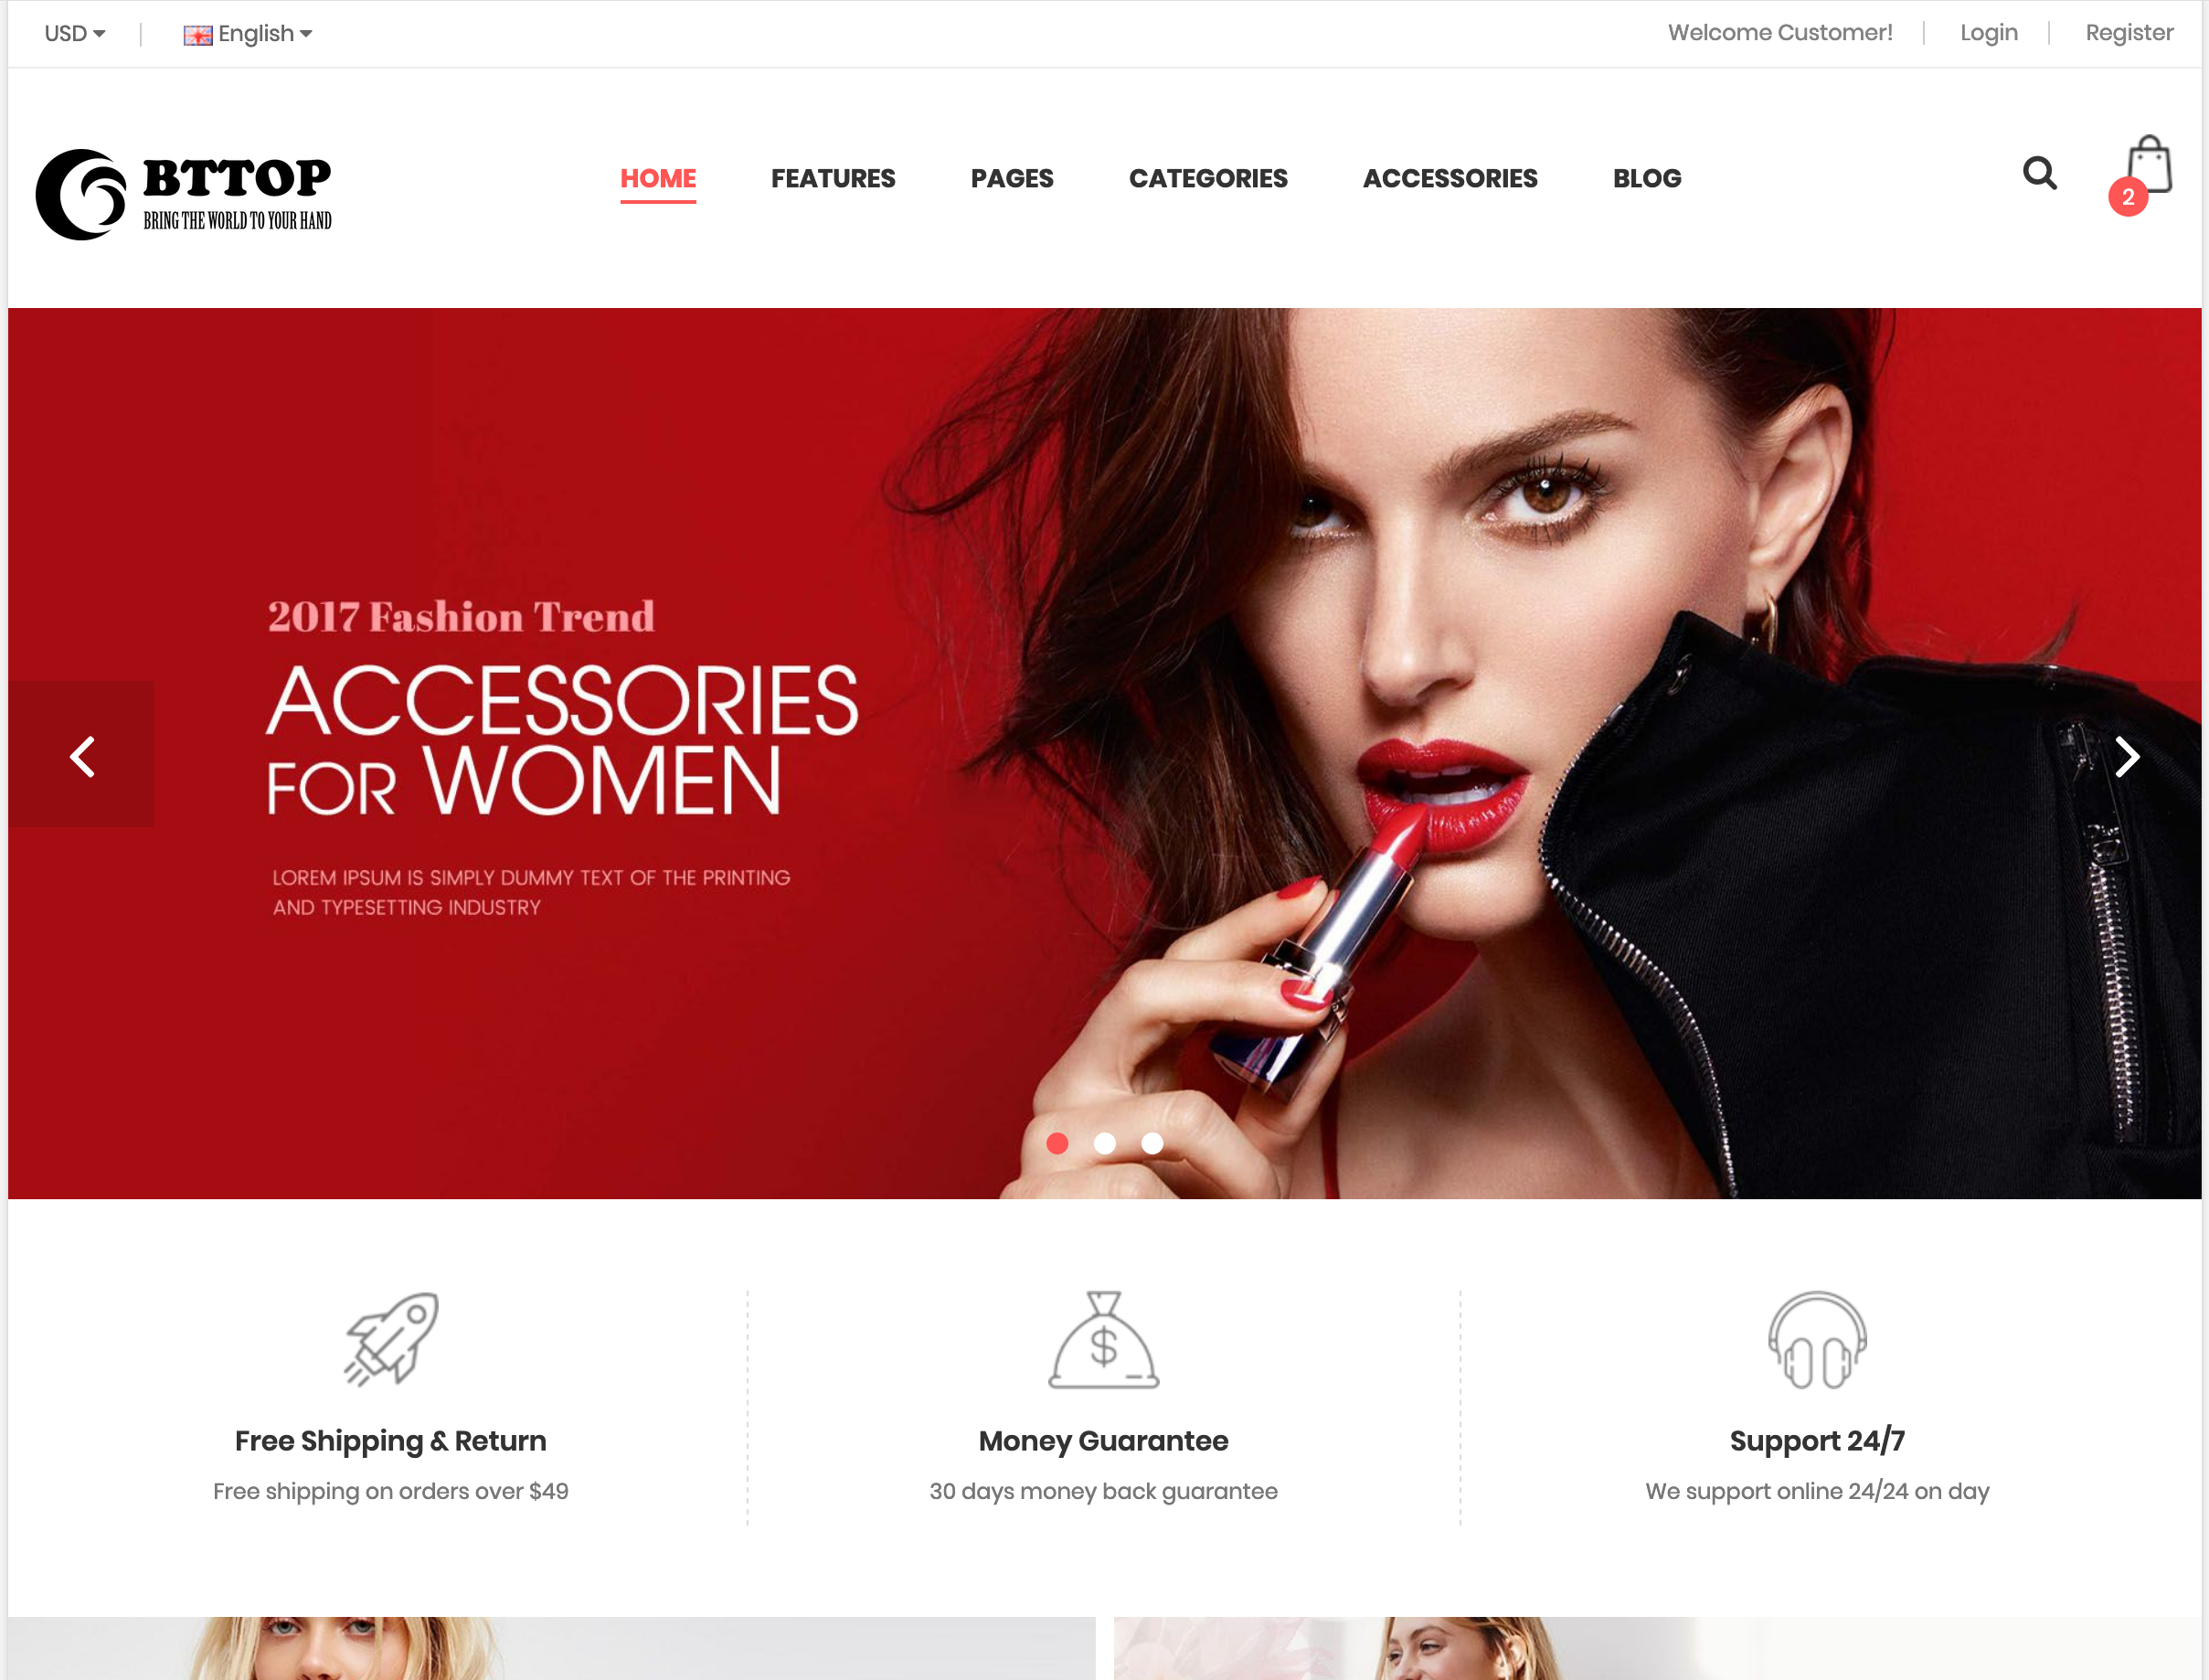 USD
English
Welcome Customer!
Login
Register
BTTOP
BRING THE WORLD TO YOUR HAND
HOME
FEATURES
PAGES
CATEGORIES
ACCESSORIES
BLOG
2
2017 Fashion Trend
ACCESSORIES
FOR WOMEN
LOREM IPSUM IS SIMPLY DUMMY TEXT OF THE PRINTING
AND TYPESETTING INDUSTRY
$
Free Shipping & Return
Free shipping on orders over $49
Money Guarantee
30 days money back guarantee
Support 24/7
We support online 24/24 on day